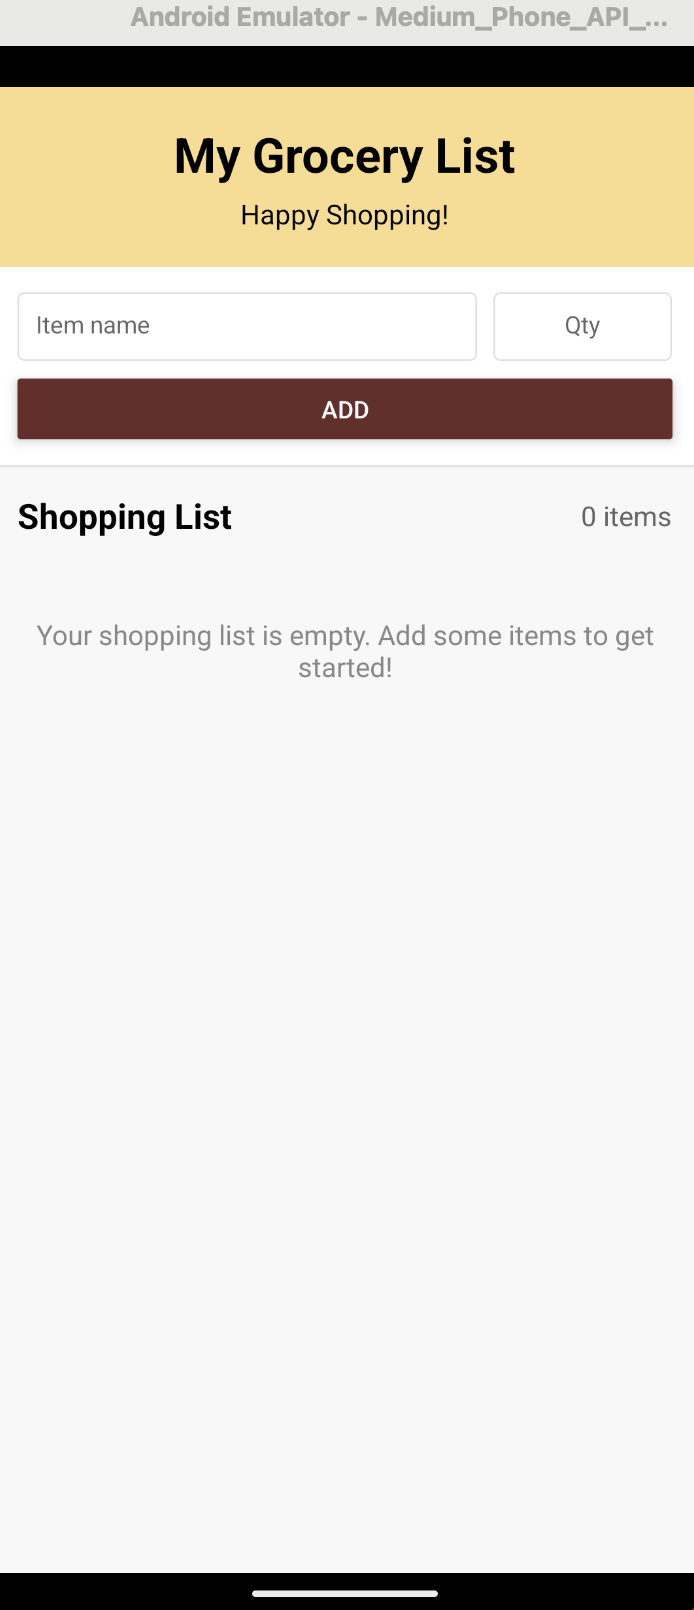 Android Emulator - Medium_Phone_API_...
My Grocery List
Happy Shopping!
Item name
Qty
ADD
Shopping List
0 items
Your shopping list is empty. Add some items to get
started!